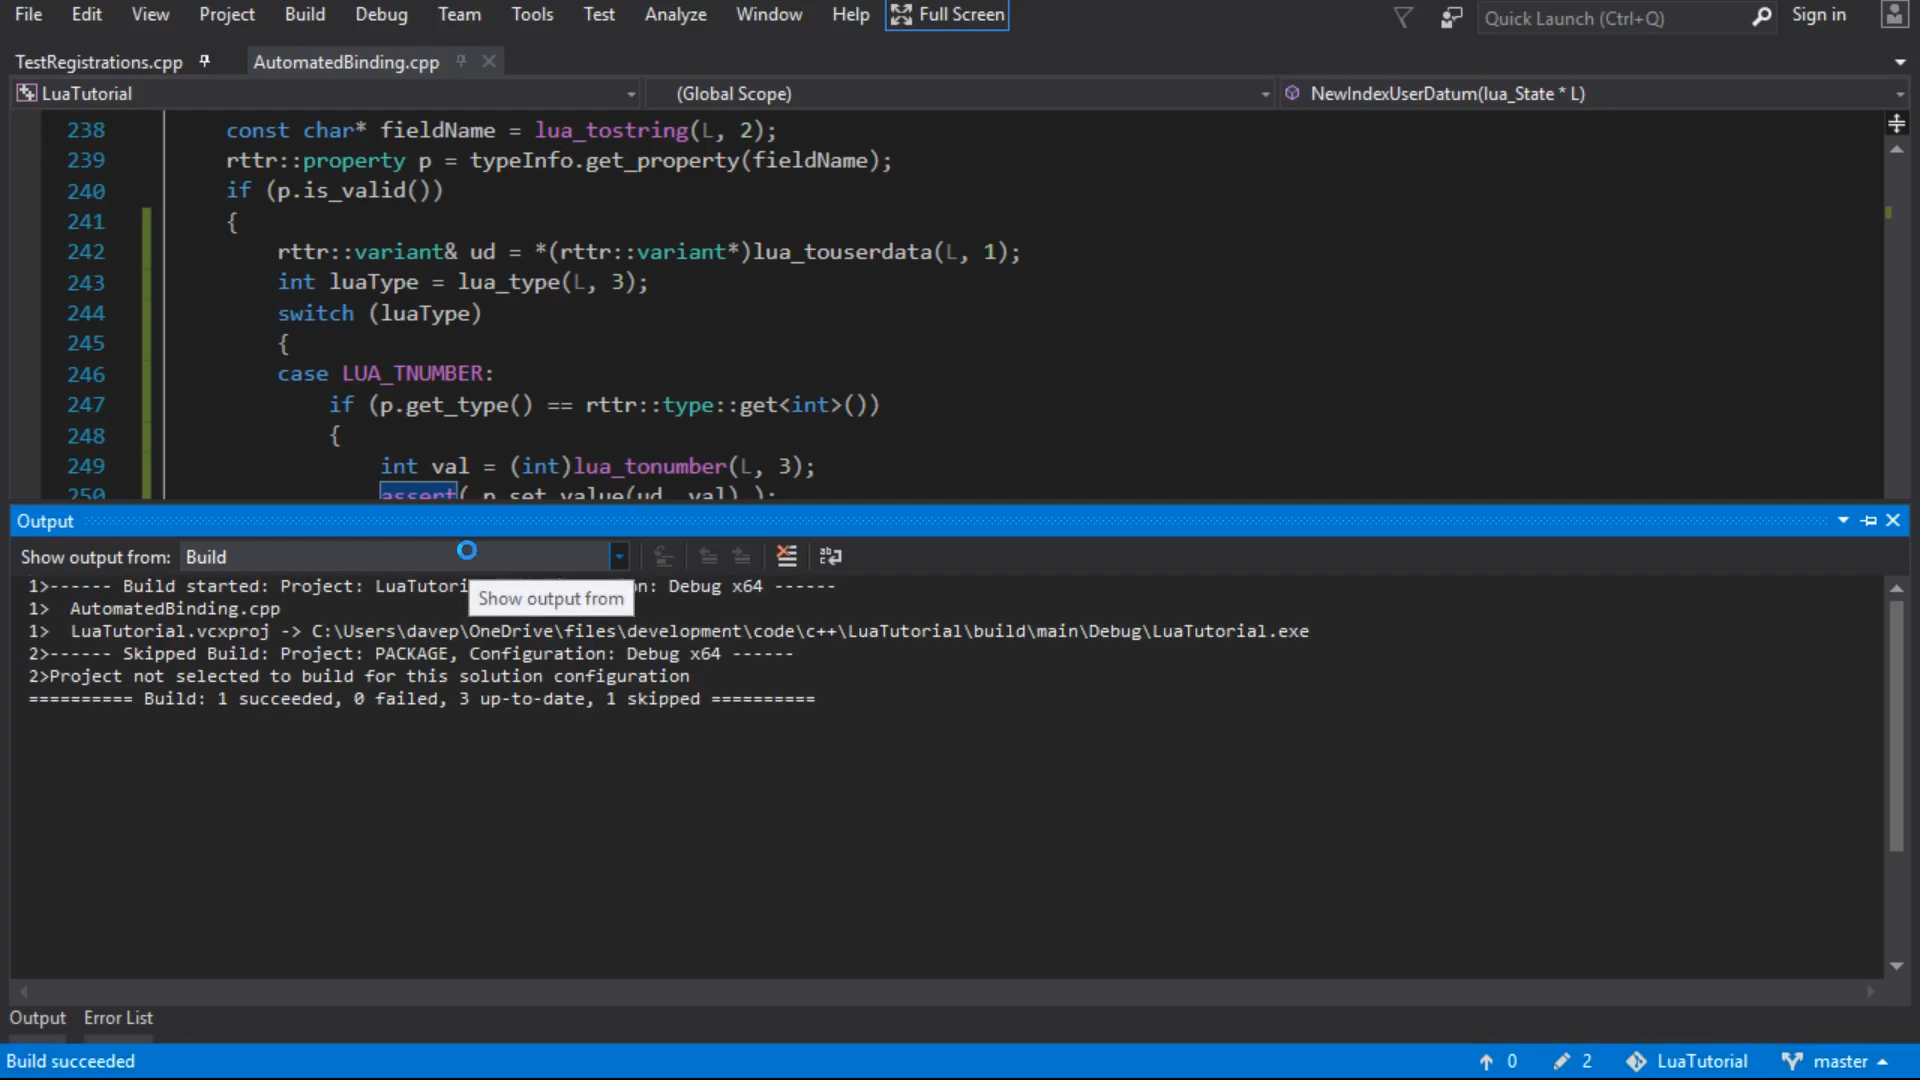 File Edit View Project Build Debug Team Tools Test Analyze Window Help Full Screen Quick Launch (Ctrl+Q) Sign in
TestRegistrations.cpp AutomatedBinding.cpp
LuaTutorial (Global Scope) NewIndexUserDatum(lua_State * L)
238 const char* fieldName = lua_tostring(L, 2);
239 rttr::property p = typeInfo.get_property(fieldName);
240 if (p.is_valid())
241 {
242 rttr::variant& ud = *(rttr::variant*)lua_touserdata(L, 1);
243 int luaType = lua_type(L, 3);
244 switch (luaType)
245 {
246 case LUA_TNUMBER:
247 if (p.get_type() == rttr::type::get<int>())
248 {
249 int val = (int)lua_tonumber(L, 3);
250 assert( p.set_value(ud, val) );
Output
Show output from: Build
1>------ Build started: Project: LuaTutori n: Debug x64 ------
Show output from
1> AutomatedBinding.cpp
1> LuaTutorial.vcxproj -> C:\Users\davep\OneDrive\files\development\code\c++\LuaTutorial\build\main\Debug\LuaTutorial.exe
2>------ Skipped Build: Project: PACKAGE, Configuration: Debug x64 ------
2>Project not selected to build for this solution configuration
========== Build: 1 succeeded, 0 failed, 3 up-to-date, 1 skipped ==========
Output Error List
Build succeeded 0 2 LuaTutorial master